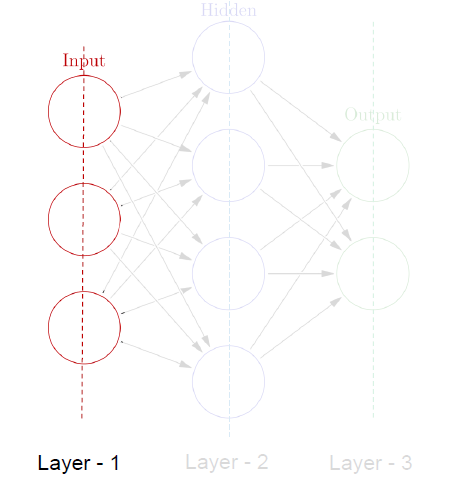 Hidden
Input
Output
Layer - 1
Layer - 2
Layer - 3